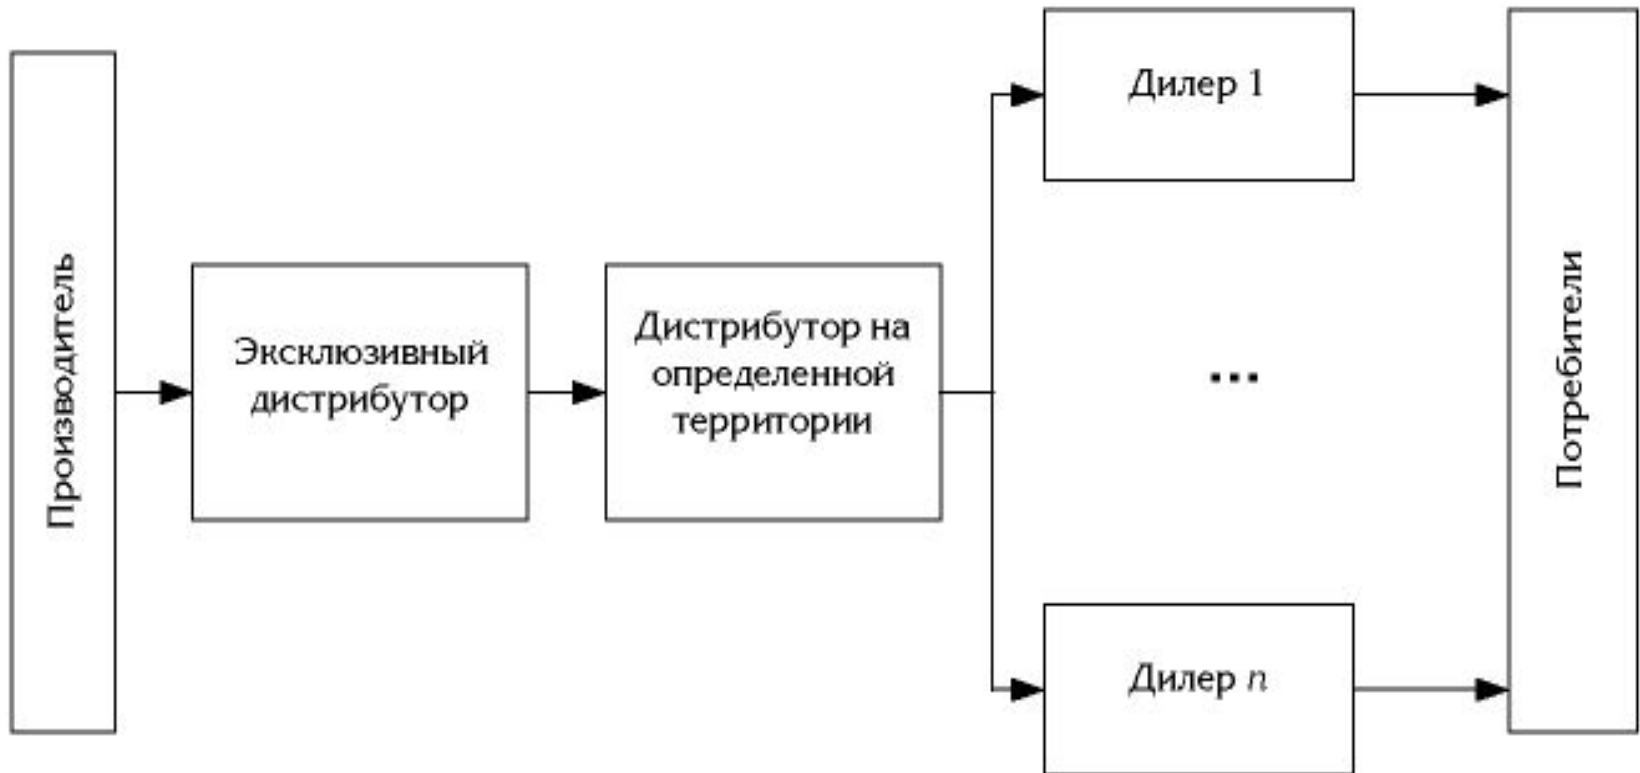 Производитель
Эксклюзивный
дистрибутор
Дистрибутор на
определенной
территории
Дилер 1
...
Дилер n
Потребители